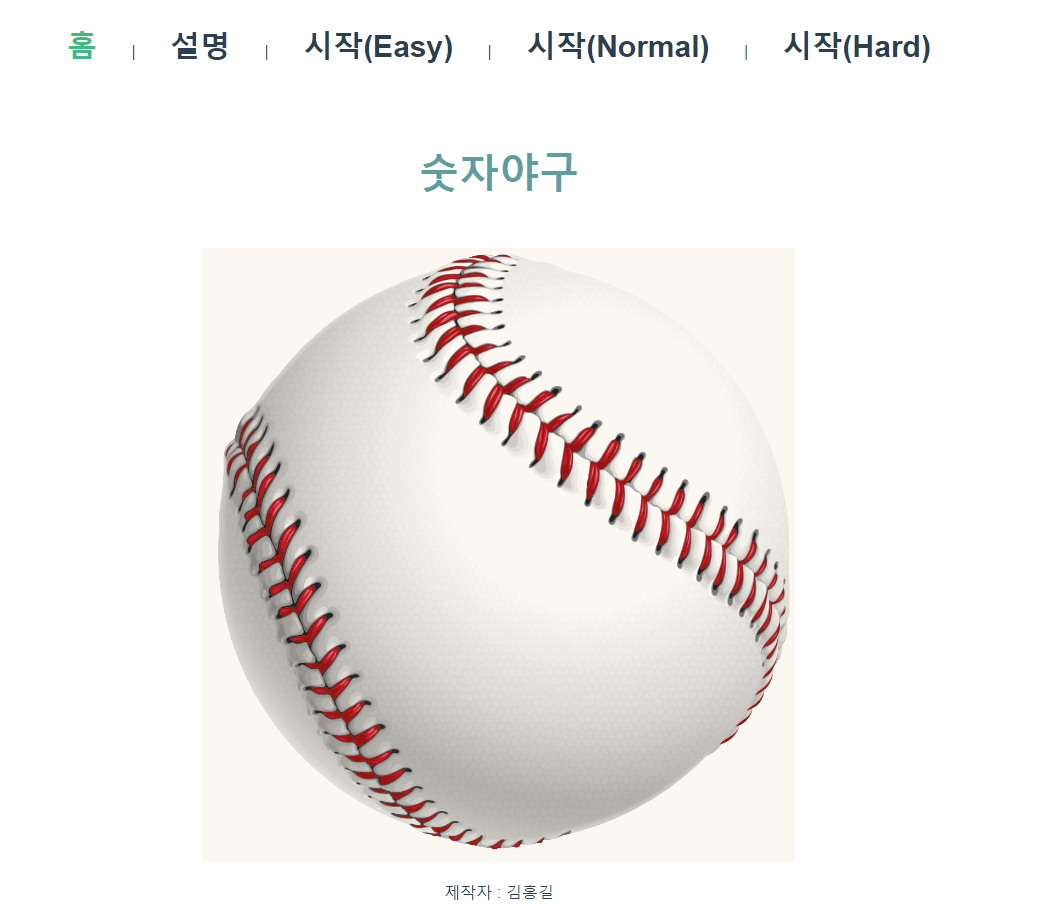 홈 | 설명 | 시작(Easy) | 시작(Normal) | 시작(Hard)
숫자야구
제작자 : 김홍길